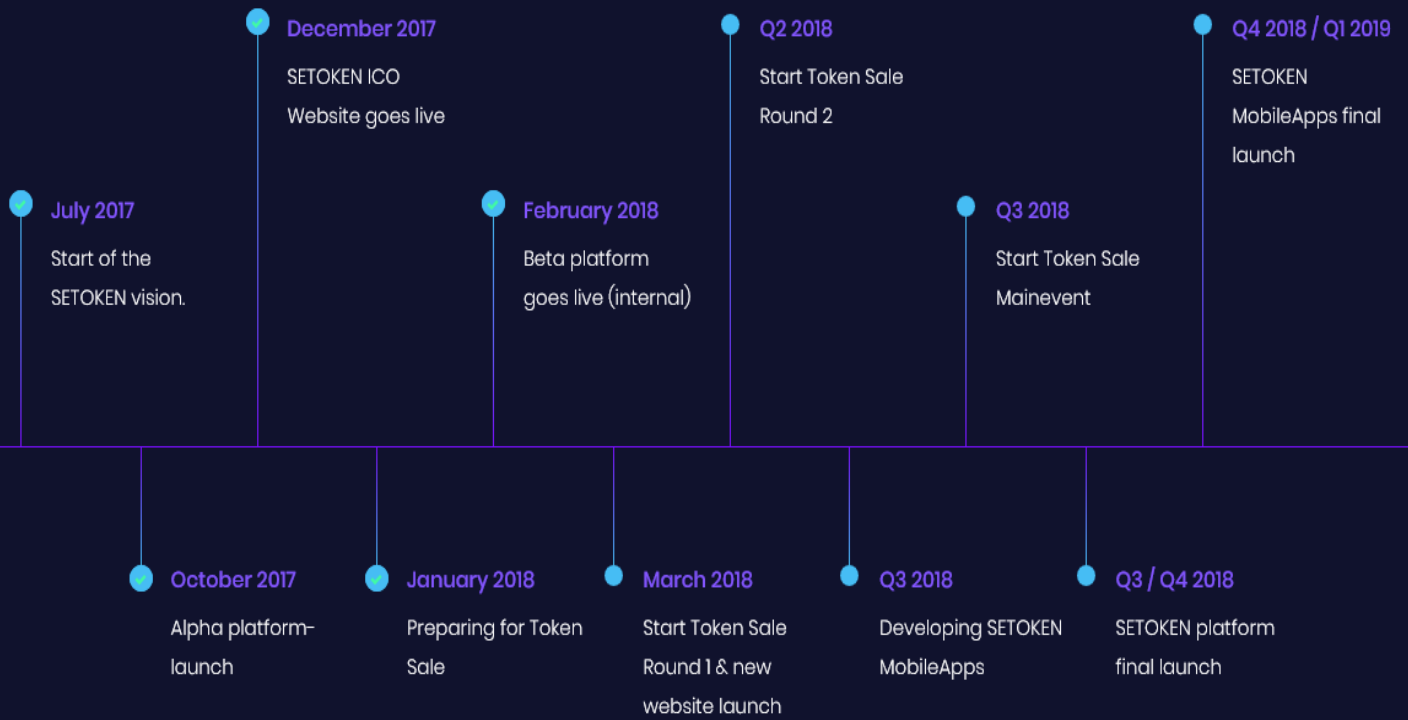 December 2017
SETOKEN ICO
Website goes live
Q2 2018
Start Token Sale
Round 2
Q4 2018 / Q1 2019
SETOKEN
MobileApps final
launch
July 2017
Start of the
SETOKEN vision.
February 2018
Beta platform
goes live (internal)
Q3 2018
Start Token Sale
Mainevent
October 2017
Alpha platform-
launch
January 2018
Preparing for Token
Sale
March 2018
Start Token Sale
Round 1 & new
website launch
Q3 2018
Developing SETOKEN
MobileApps
Q3 / Q4 2018
SETOKEN platform
final launch